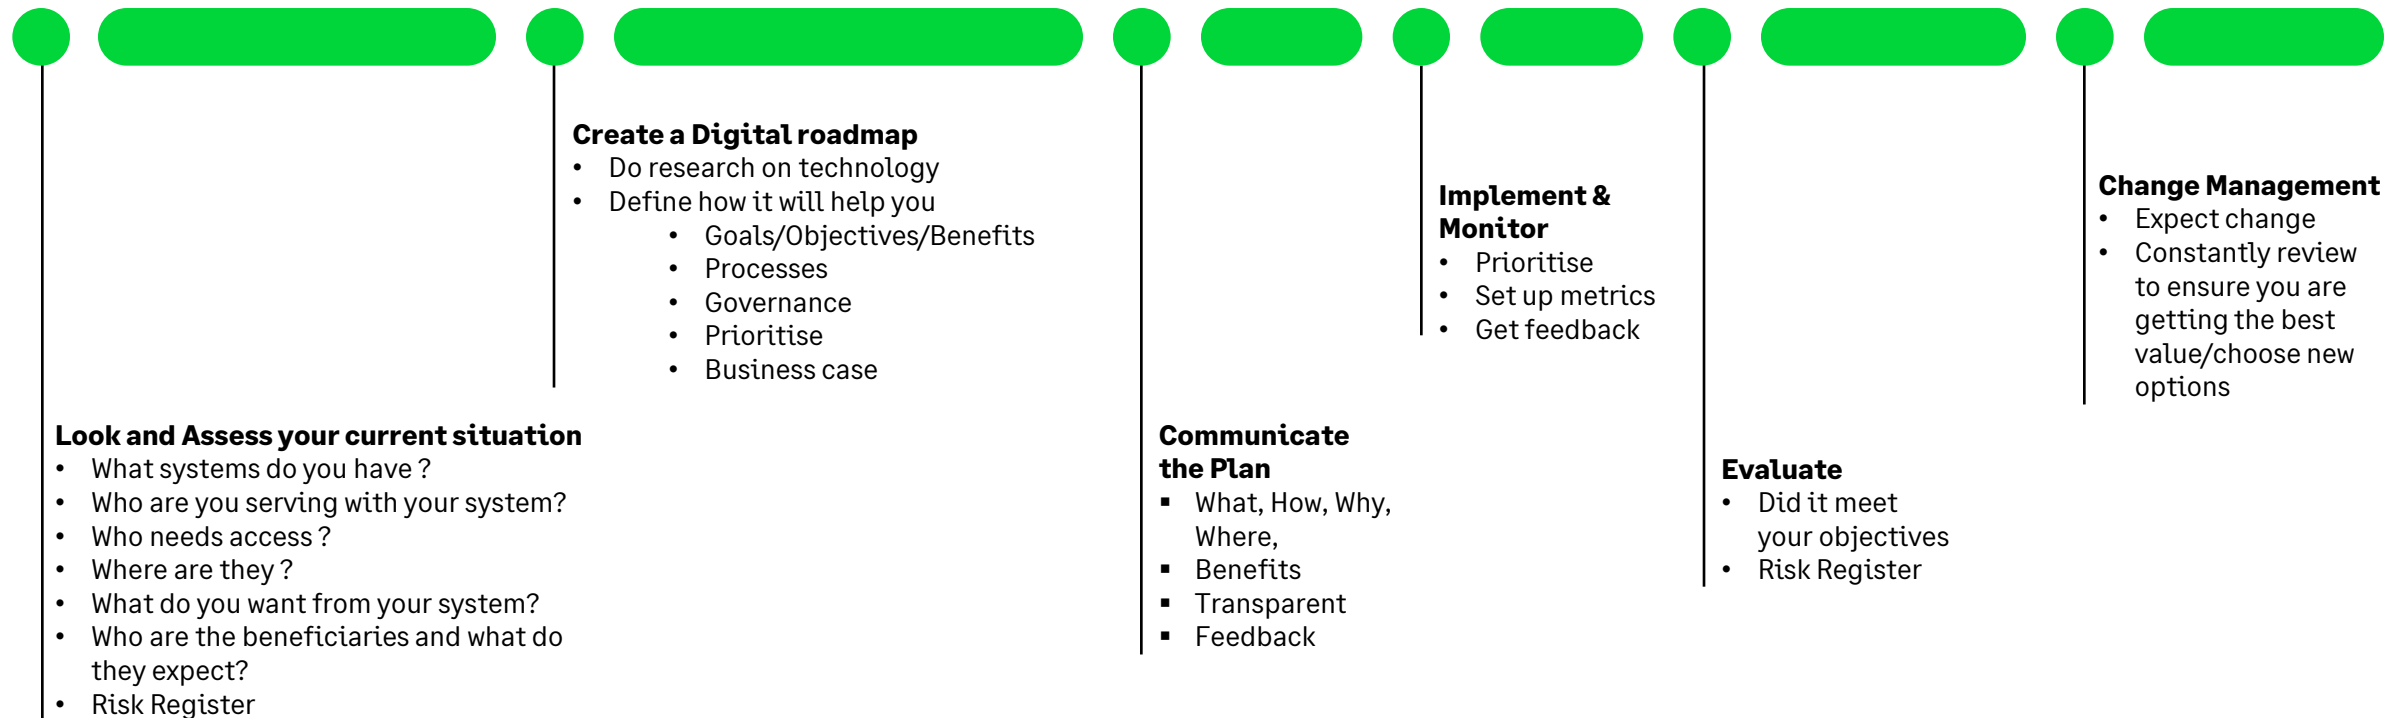 Look and Assess your current situation
• What systems do you have ?
• Who are you serving with your system?
• Who needs access ?
• Where are they ?
• What do you want from your system?
• Who are the beneficiaries and what do
they expect?
• Risk Register
Create a Digital roadmap
• Do research on technology
• Define how it will help you
• Goals/Objectives/Benefits
• Processes
• Governance
• Prioritise
• Business case
Communicate
the Plan
▪ What, How, Why,
Where,
▪ Benefits
▪ Transparent
▪ Feedback
Implement &
Monitor
• Prioritise
• Set up metrics
• Get feedback
Evaluate
• Did it meet
your objectives
• Risk Register
Change Management
• Expect change
• Constantly review
to ensure you are
getting the best
value/choose new
options